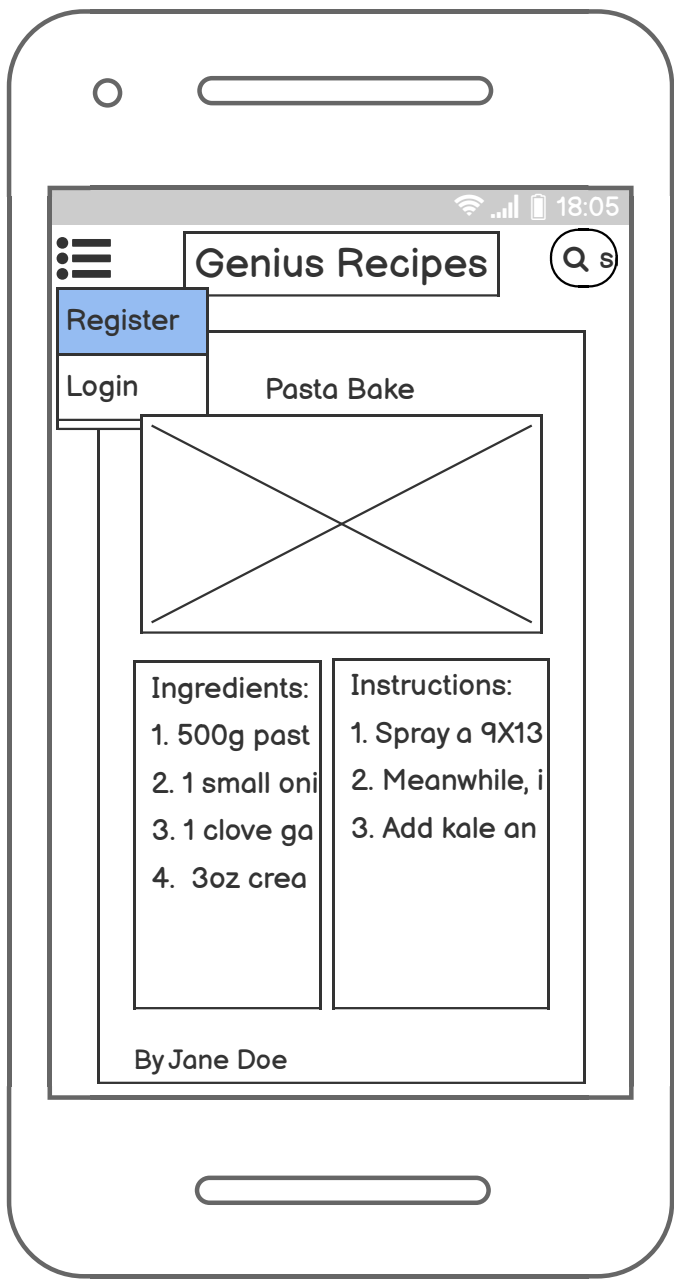 18:05
Genius Recipes
s
Register
Login
Pasta Bake
Ingredients:
1. 500g past
2. 1 small oni
3. 1 clove ga
4. 3oz crea
Instructions:
1. Spray a 9X13
2. Meanwhile, i
3. Add kale an
By Jane Doe